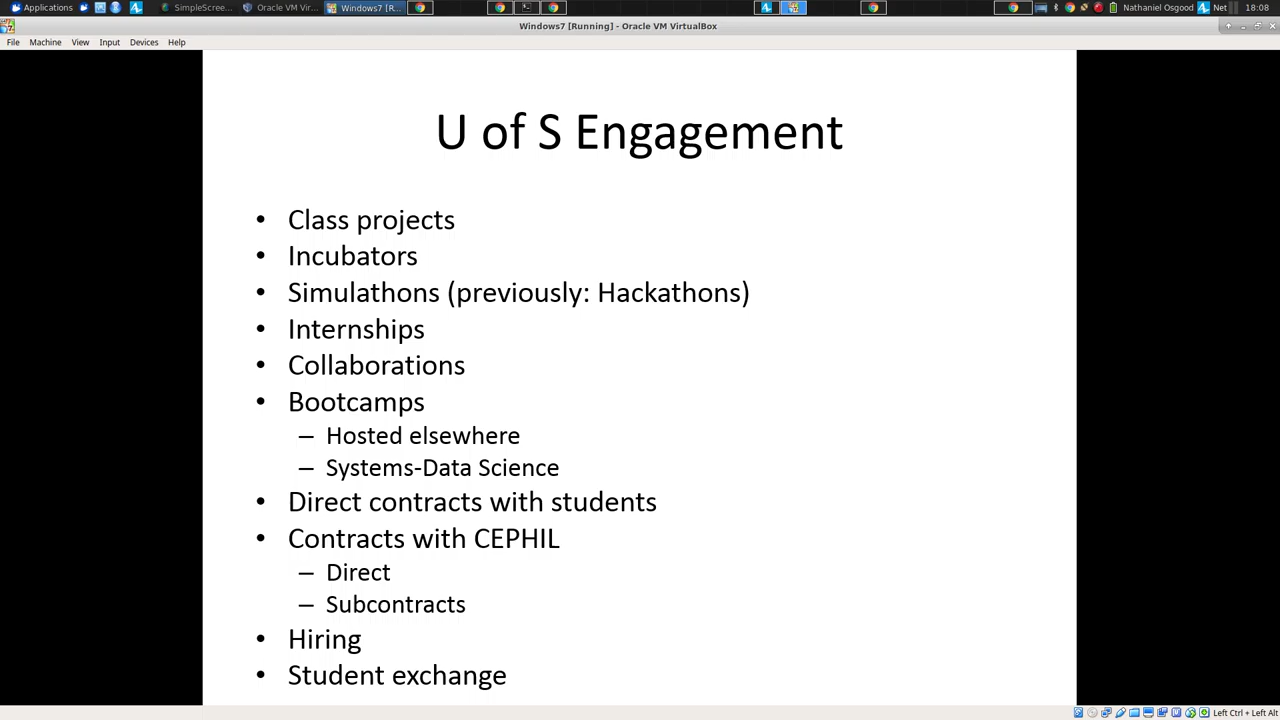 Applications
SimpleScree...
Oracle VM Vir...
Windows7 [R...
Nathaniel Osgood
Net
18:08
Windows7 [Running] - Oracle VM VirtualBox
File Machine View Input Devices Help
U of S Engagement
• Class projects
• Incubators
• Simulathons (previously: Hackathons)
• Internships
• Collaborations
• Bootcamps
– Hosted elsewhere
– Systems-Data Science
• Direct contracts with students
• Contracts with CEPHIL
– Direct
– Subcontracts
• Hiring
• Student exchange
Left Ctrl + Left Alt